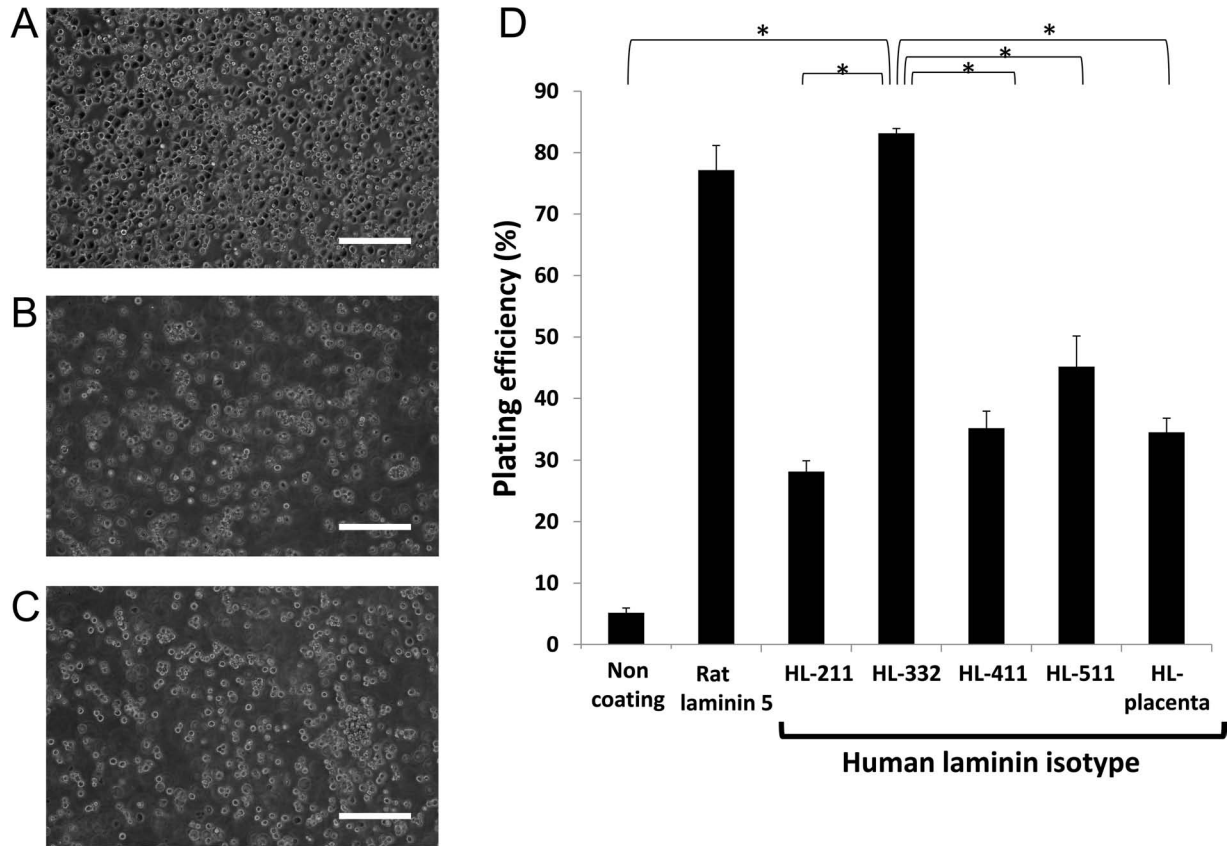 A
B
C
D
*
*
*
*
*
Plating efficiency (%)
90
80
70
60
50
40
30
20
10
0
Non coating
Rat laminin 5
HL-211
HL-332
HL-411
HL-511
HL-placenta
Human laminin isotype